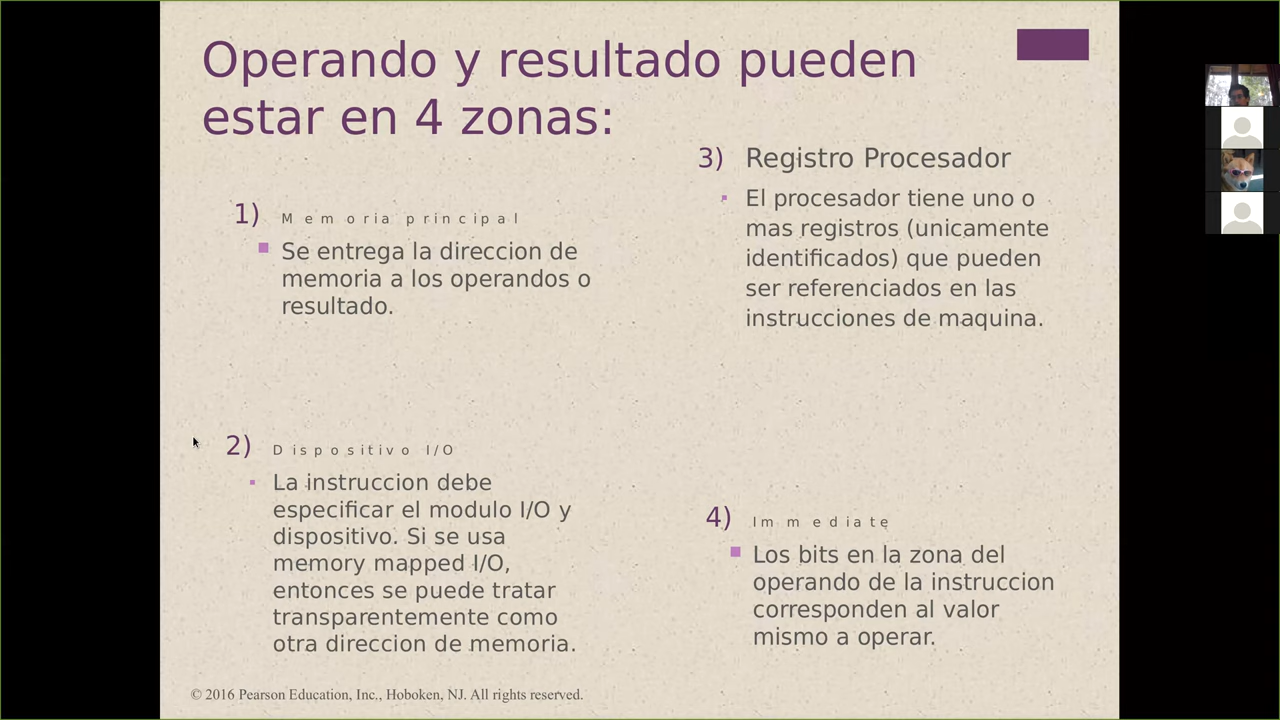 Operando y resultado pueden
estar en 4 zonas:
1) Memoria principal
Se entrega la direccion de
memoria a los operandos o
resultado.
2) Dispositivo I/O
La instruccion debe
especificar el modulo I/O y
dispositivo. Si se usa
memory mapped I/O,
entonces se puede tratar
transparentemente como
otra direccion de memoria.
3) Registro Procesador
El procesador tiene uno o
mas registros (unicamente
identificados) que pueden
ser referenciados en las
instrucciones de maquina.
4) Immediate
Los bits en la zona del
operando de la instruccion
corresponden al valor
mismo a operar.
© 2016 Pearson Education, Inc., Hoboken, NJ. All rights reserved.